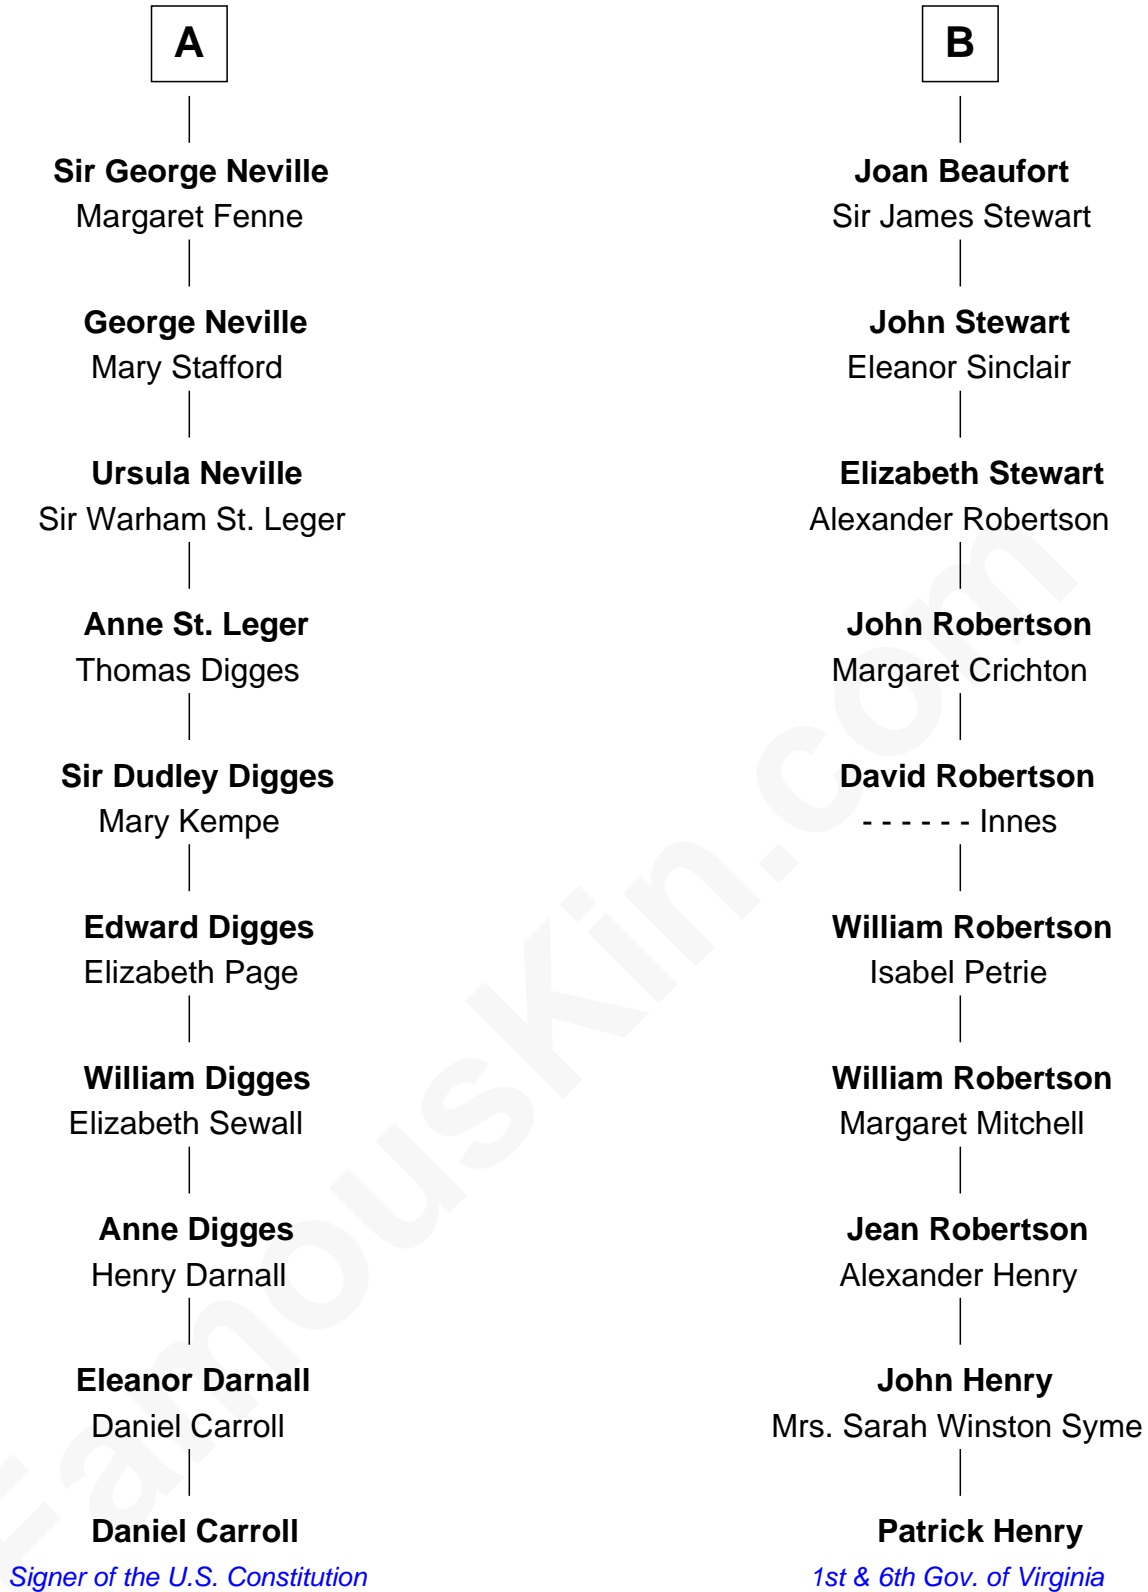 A
Sir George Neville
Margaret Fenne
George Neville
Mary Stafford
Ursula Neville
Sir Warham St. Leger
Anne St. Leger
Thomas Digges
Sir Dudley Digges
Mary Kempe
Edward Digges
Elizabeth Page
William Digges
Elizabeth Sewall
Anne Digges
Henry Darnall
Eleanor Darnall
Daniel Carroll
Daniel Carroll
Signer of the U.S. Constitution
B
Joan Beaufort
Sir James Stewart
John Stewart
Eleanor Sinclair
Elizabeth Stewart
Alexander Robertson
John Robertson
Margaret Crichton
David Robertson
- - - - - - Innes
William Robertson
Isabel Petrie
William Robertson
Margaret Mitchell
Jean Robertson
Alexander Henry
John Henry
Mrs. Sarah Winston Syme
Patrick Henry
1st & 6th Gov. of Virginia
FamousKin.com